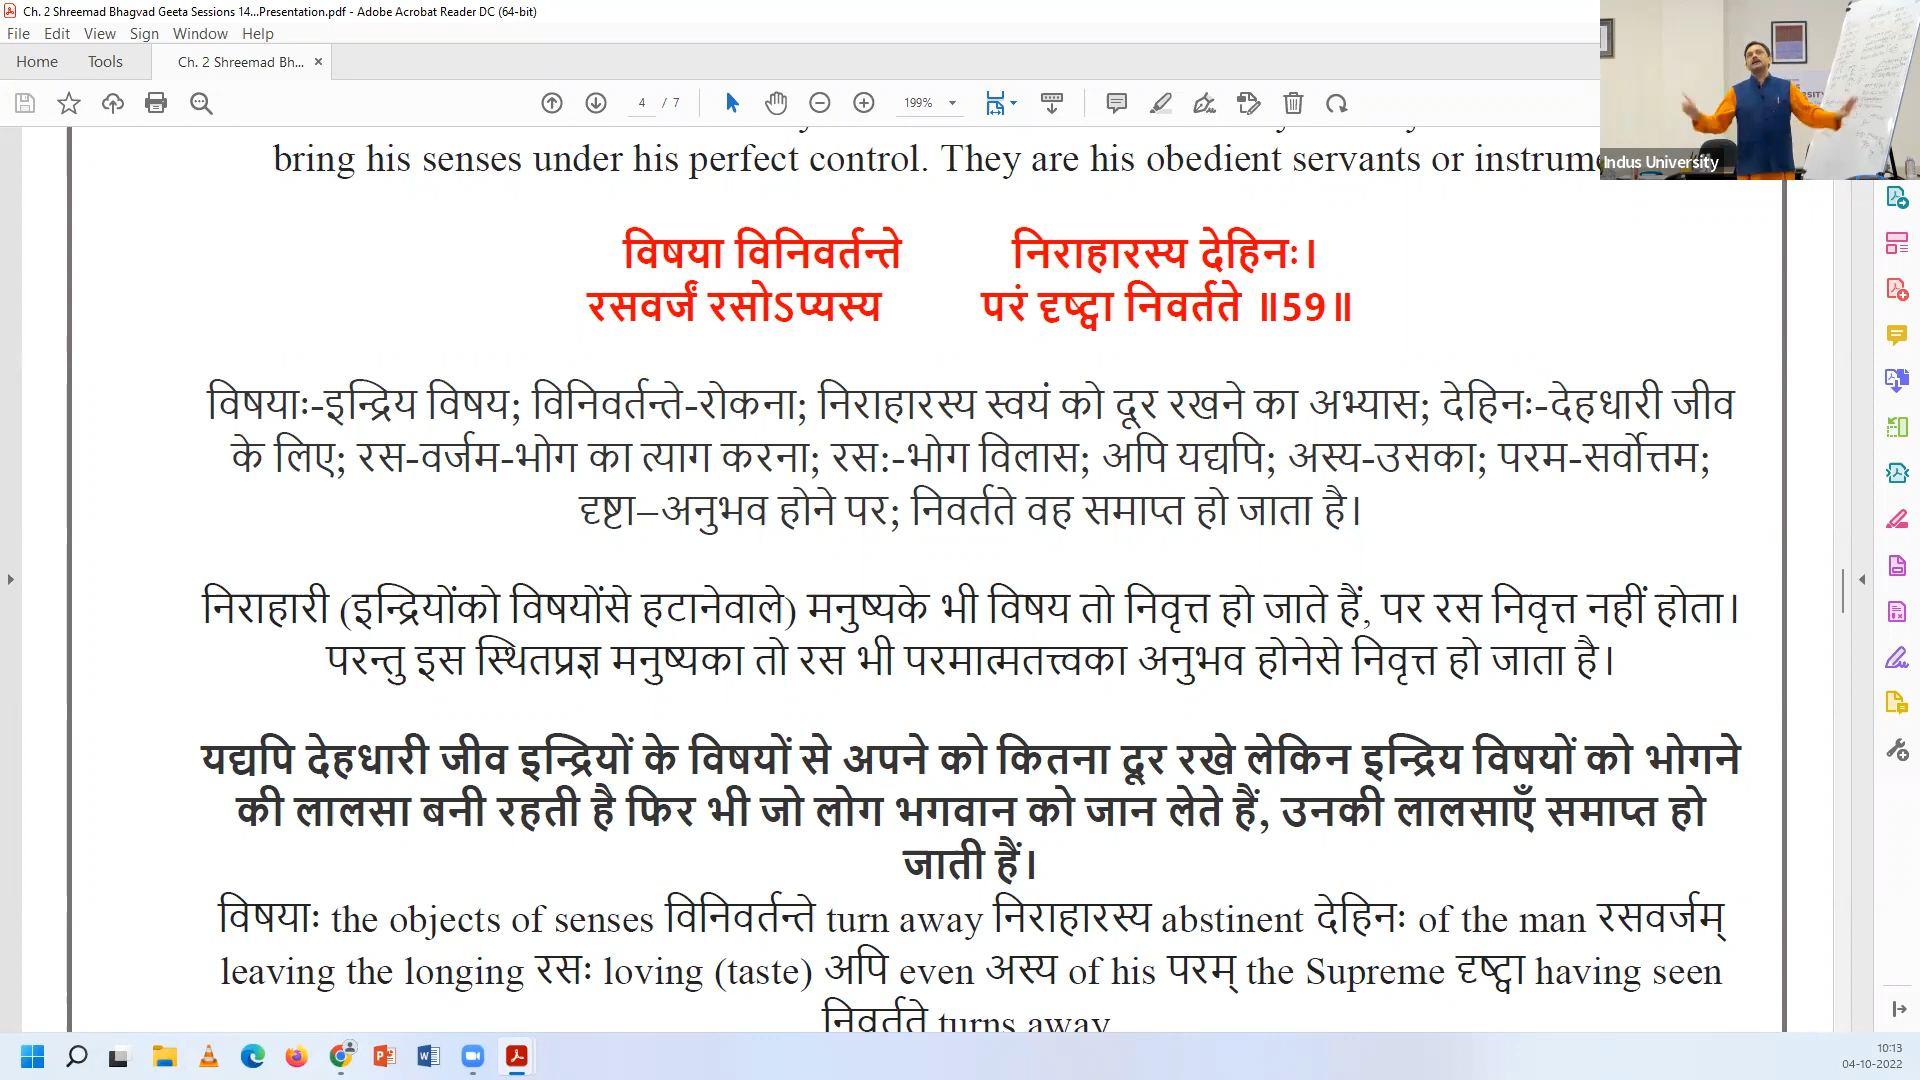 Ch. 2 Shreemad Bhagvad Geeta Sessions 14...Presentation.pdf - Adobe Acrobat Reader DC (64-bit)
File Edit View Sign Window Help
Home Tools Ch. 2 Shreemad Bh... ×
4 / 7 199%
Indus University
bring his senses under his perfect control. They are his obedient servants or
विषया विनिवर्तन्ते निराहारस्य देहिनः।
रसवर्जं रसोऽप्यस्य परं दृष्ट्वा निवर्तते ॥59॥
विषयाः-इन्द्रिय विषय; विनिवर्तन्ते-रोकना; निराहारस्य स्वयं को दूर रखने का अभ्यास; देहिनः-देहधारी जीव
के लिए; रस-वर्जम-भोग का त्याग करना; रसः-भोग विलास; अपि यद्यपि; अस्य-उसका; परम-सर्वोत्तम;
दृष्टा–अनुभव होने पर; निवर्तते वह समाप्त हो जाता है।
निराहारी (इन्द्रियोंको विषयोंसे हटानेवाले) मनुष्यके भी विषय तो निवृत्त हो जाते हैं, पर रस निवृत्त नहीं होता।
परन्तु इस स्थितप्रज्ञ मनुष्यका तो रस भी परमात्मतत्त्वका अनुभव होनेसे निवृत्त हो जाता है।
यद्यपि देहधारी जीव इन्द्रियों के विषयों से अपने को कितना दूर रखे लेकिन इन्द्रिय विषयों को भोगने
की लालसा बनी रहती है फिर भी जो लोग भगवान को जान लेते हैं, उनकी लालसाएँ समाप्त हो
जाती हैं।
विषयाः the objects of senses विनिवर्तन्ते turn away निराहारस्य abstinent देहिनः of the man रसवर्जम्
leaving the longing रसः loving (taste) अपि even अस्य of his परम् the Supreme दृष्ट्वा having seen
निवर्तते turns away
10:13
04-10-2022